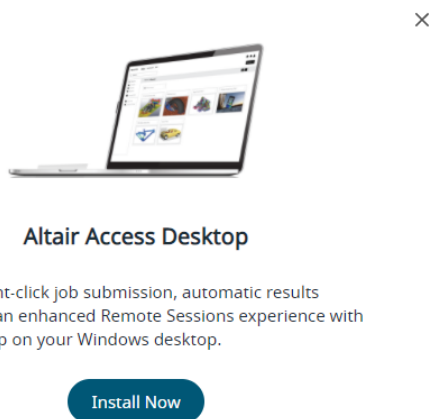 Altair Access Desktop
click job submission, automatic results
an enhanced Remote Sessions experience with
on your Windows desktop.
Install Now